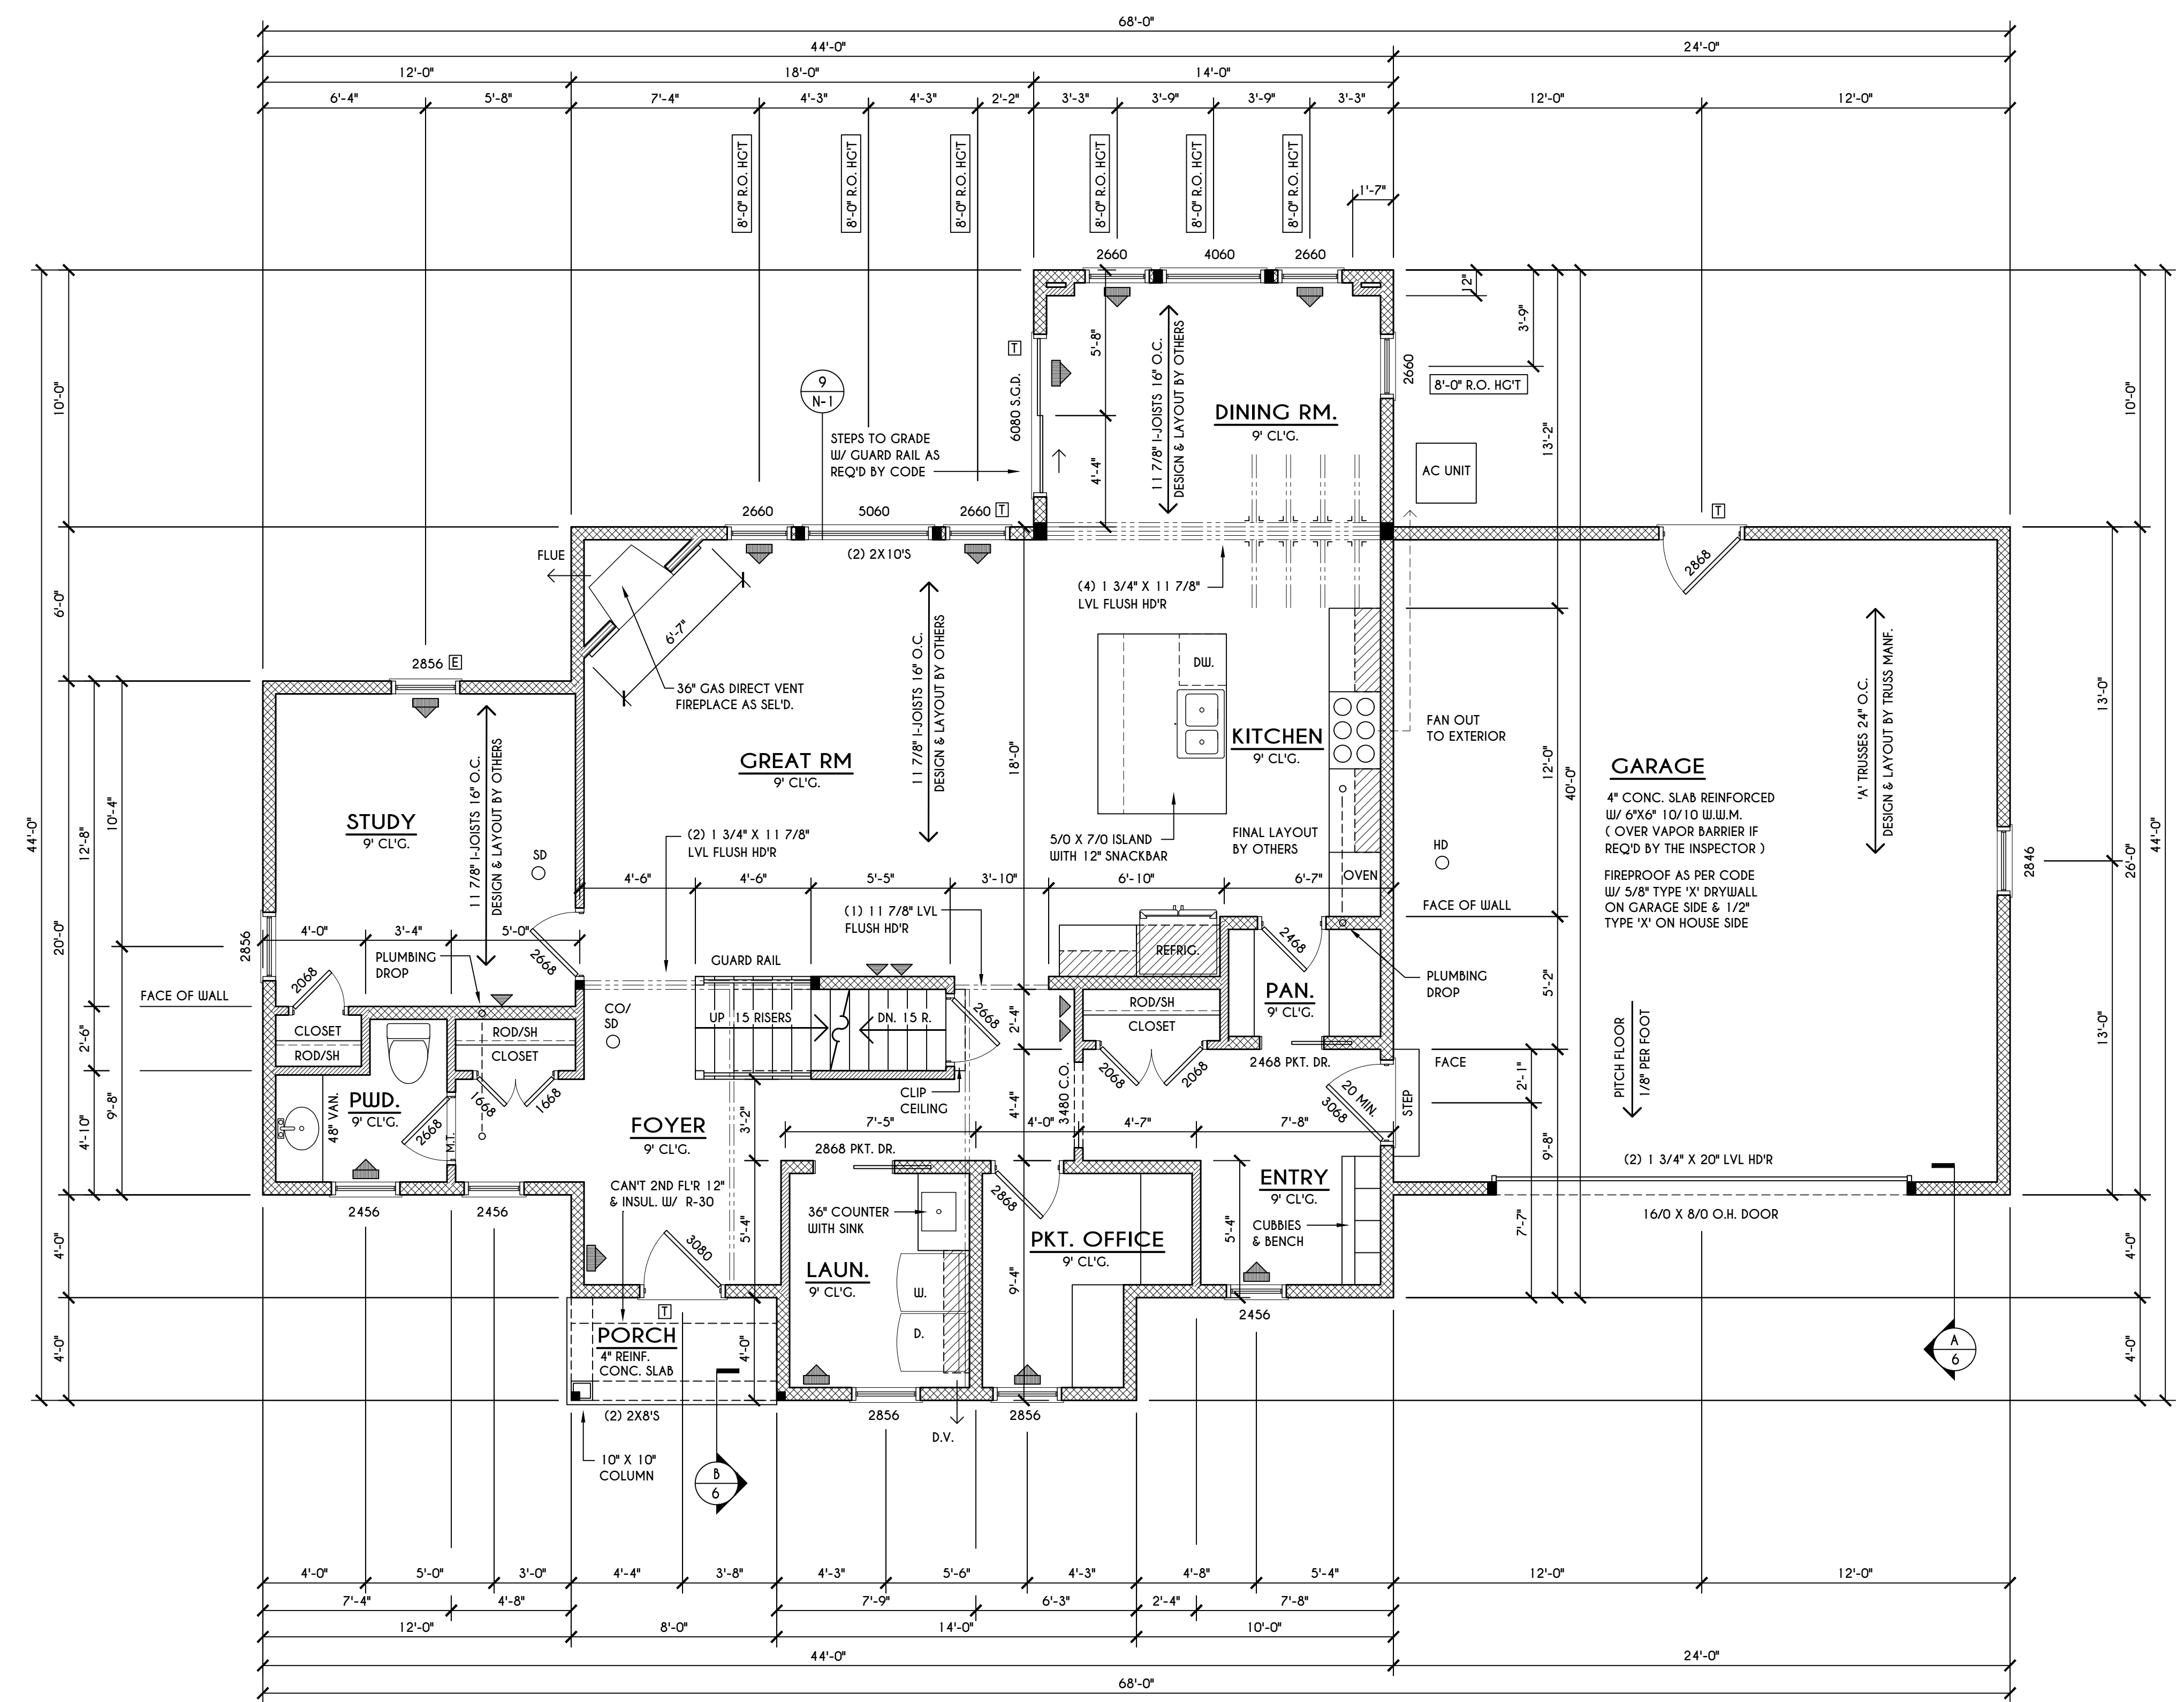 68'-0"
44'-0"
24'-0"
12'-0"
18'-0"
14'-0"
6'-4"
5'-8"
7'-4"
4'-3"
4'-3"
2'-2"
3'-3"
3'-9"
3'-9"
3'-3"
12'-0"
12'-0"
8'-0" R.O. HG'T
8'-0" R.O. HG'T
8'-0" R.O. HG'T
8'-0" R.O. HG'T
8'-0" R.O. HG'T
8'-0" R.O. HG'T
1'-7"
2660
4060
2660
12"
3'-9"
5'-8"
4'-4"
T
6080 S.G.D.
11 7/8" I-JOISTS 16" O.C.
DESIGN & LAYOUT BY OTHERS
2660
8'-0" R.O. HG'T
DINING RM.
9' CL'G.
9
N-1
STEPS TO GRADE
W/ GUARD RAIL AS
REQ'D BY CODE
10'-0"
10'-0"
13'-2"
AC UNIT
2660
5060
2660
T
T
(2) 2X10'S
FLUE
6'-7"
(4) 1 3/4" X 11 7/8"
LVL FLUSH HD'R
2868
6'-0"
2856
E
36" GAS DIRECT VENT
FIREPLACE AS SEL'D.
11 7/8" I-JOISTS 16" O.C.
DESIGN & LAYOUT BY OTHERS
DW.
KITCHEN
9' CL'G.
FAN OUT
TO EXTERIOR
GREAT RM
9' CL'G.
18'-0"
12'-0"
40'-0"
GARAGE
4" CONC. SLAB REINFORCED
W/ 6"X6" 10/10 W.W.M.
( OVER VAPOR BARRIER IF
REQ'D BY THE INSPECTOR )
FIREPROOF AS PER CODE
W/ 5/8" TYPE 'X' DRYWALL
ON GARAGE SIDE & 1/2"
TYPE 'X' ON HOUSE SIDE
'A' TRUSSES 24" O.C.
DESIGN & LAYOUT BY TRUSS MANF.
13'-0"
26'-0"
44'-0"
2846
44'-0"
20'-0"
12'-8"
10'-4"
STUDY
9' CL'G.
11 7/8" I-JOISTS 16" O.C.
DESIGN & LAYOUT BY OTHERS
SD
(2) 1 3/4" X 11 7/8"
LVL FLUSH HD'R
5/0 X 7/0 ISLAND
WITH 12" SNACKBAR
FINAL LAYOUT
BY OTHERS
HD
OVEN
4'-6"
4'-6"
5'-5"
3'-10"
6'-10"
6'-7"
FACE OF WALL
(1) 11 7/8" LVL
FLUSH HD'R
2856
4'-0"
3'-4"
5'-0"
PLUMBING
DROP
2668
2068
GUARD RAIL
REFRIG.
2468
PLUMBING
DROP
5'-2"
FACE OF WALL
PAN.
9' CL'G.
CO/
SD
UP 15 RISERS
DN. 15 R.
2668
2'-4"
ROD/SH
CLOSET
CLOSET
ROD/SH
ROD/SH
CLOSET
2'-6"
4'-10"
9'-8"
2468 PKT. DR.
FACE
PITCH FLOOR
1/8" PER FOOT
13'-0"
2068
2068
1668
1668
CLIP
CEILING
4'-4"
3480 C.O.
20 MIN.
3068
STEP
2'-1"
9'-8"
48" VAN.
PWD.
9' CL'G.
2668
M.T.
FOYER
9' CL'G.
3'-2"
7'-5"
4'-0"
4'-7"
7'-8"
2868 PKT. DR.
(2) 1 3/4" X 20" LVL HD'R
16/0 X 8/0 O.H. DOOR
ENTRY
9' CL'G.
CUBBIES
& BENCH
5'-4"
7'-7"
CAN'T 2ND FL'R 12"
& INSUL. W/ R-30
36" COUNTER
WITH SINK
2868
2456
2456
5'-4"
3080
PKT. OFFICE
9' CL'G.
9'-4"
LAUN.
9' CL'G.
W.
D.
4'-0"
4'-0"
T
PORCH
4" REINF.
CONC. SLAB
4'-0"
2456
4'-0"
4'-0"
A
6
(2) 2X8'S
2856
2856
D.V.
10" X 10"
COLUMN
B
6
4'-0"
5'-0"
3'-0"
4'-4"
3'-8"
4'-3"
5'-6"
4'-3"
4'-8"
5'-4"
12'-0"
12'-0"
7'-4"
4'-8"
7'-9"
6'-3"
2'-4"
7'-8"
12'-0"
8'-0"
14'-0"
10'-0"
44'-0"
24'-0"
68'-0"